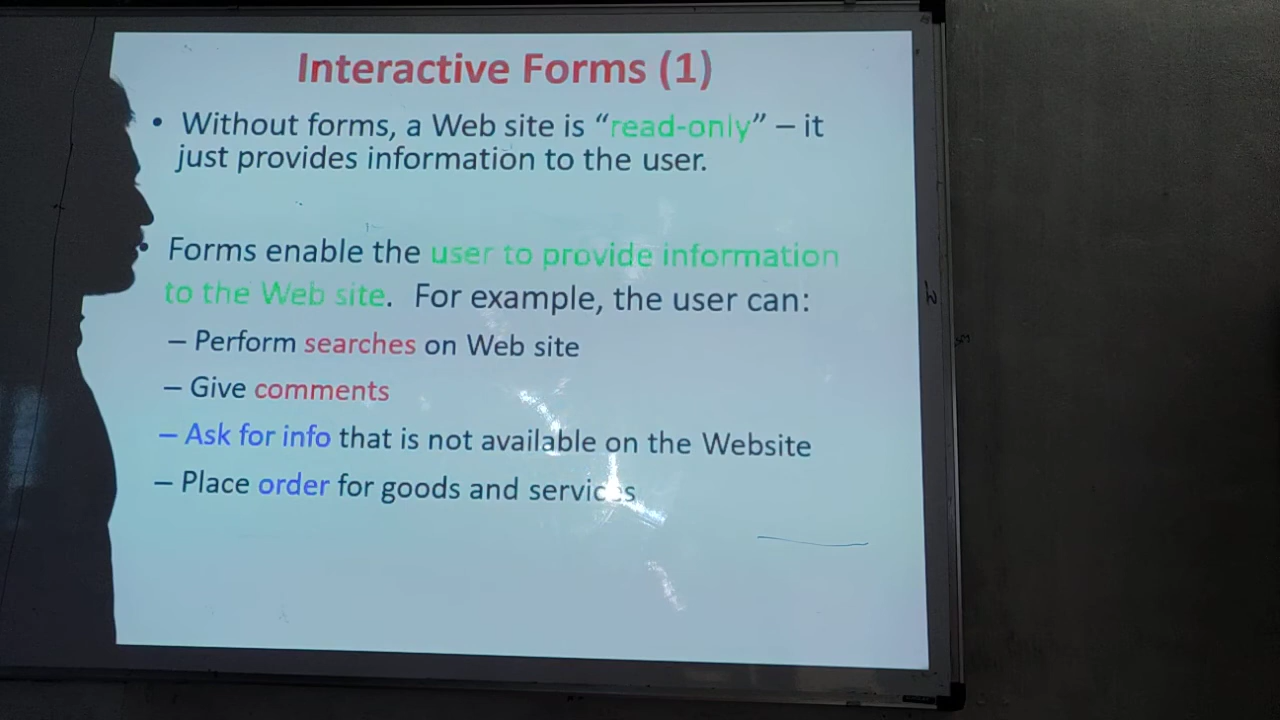 Interactive Forms (1)
• Without forms, a Web site is “read-only” – it
just provides information to the user.
• Forms enable the user to provide information
to the Web site. For example, the user can:
– Perform searches on Web site
– Give comments
– Ask for info that is not available on the Website
– Place order for goods and services